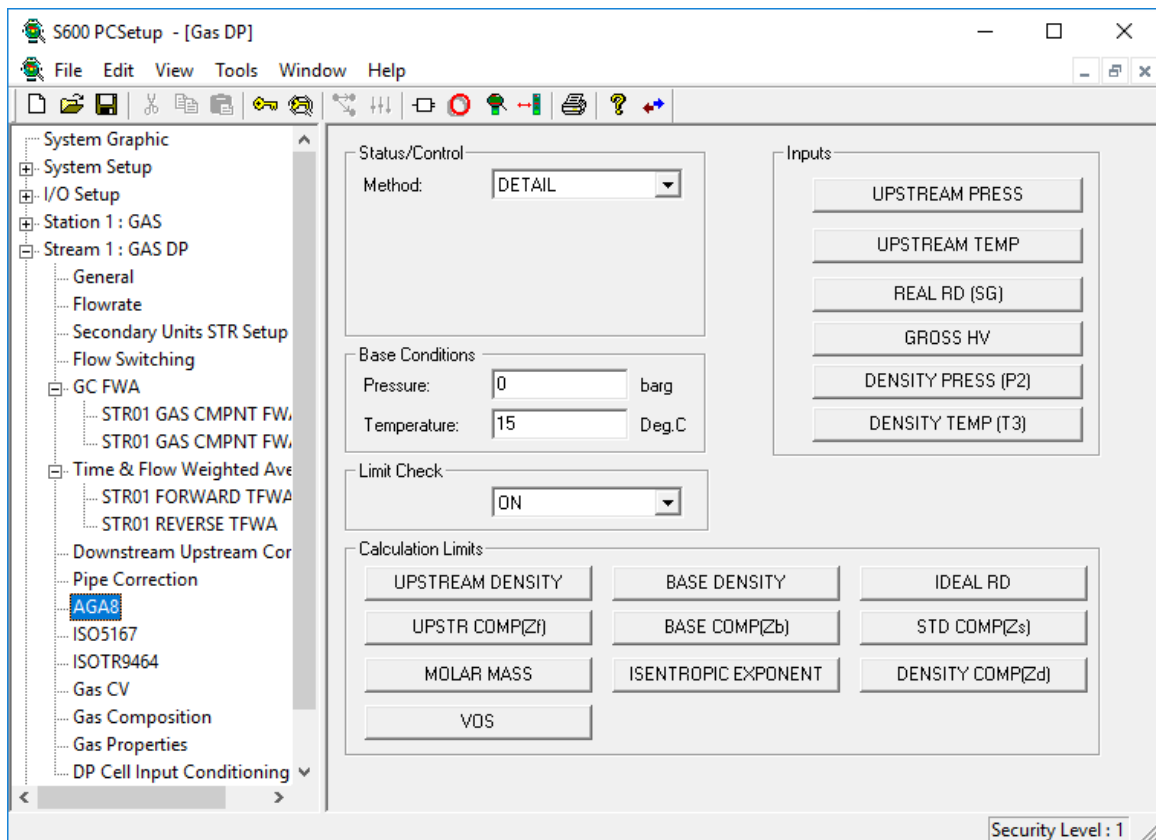 S600 PCSetup - [Gas DP]
File Edit View Tools Window Help
System Graphic
System Setup
I/O Setup
Station 1 : GAS
Stream 1 : GAS DP
General
Flowrate
Secondary Units STR Setup
Flow Switching
GC FWA
STR01 GAS CMPNT FW
STR01 GAS CMPNT FW
Time & Flow Weighted Ave
STR01 FORWARD TFWA
STR01 REVERSE TFWA
Downstream Upstream Cor
Pipe Correction
AGA8
ISO5167
ISOTR9464
Gas CV
Gas Composition
Gas Properties
DP Cell Input Conditioning
Status/Control
Method: DETAIL
Base Conditions
Pressure: 0 barg
Temperature: 15 Deg.C
Limit Check
ON
Inputs
UPSTREAM PRESS
UPSTREAM TEMP
REAL RD (SG)
GROSS HV
DENSITY PRESS (P2)
DENSITY TEMP (T3)
Calculation Limits
UPSTREAM DENSITY BASE DENSITY IDEAL RD
UPSTR COMP(Zf) BASE COMP(Zb) STD COMP(Zs)
MOLAR MASS ISENTROPIC EXPONENT DENSITY COMP(Zd)
VOS
Security Level : 1